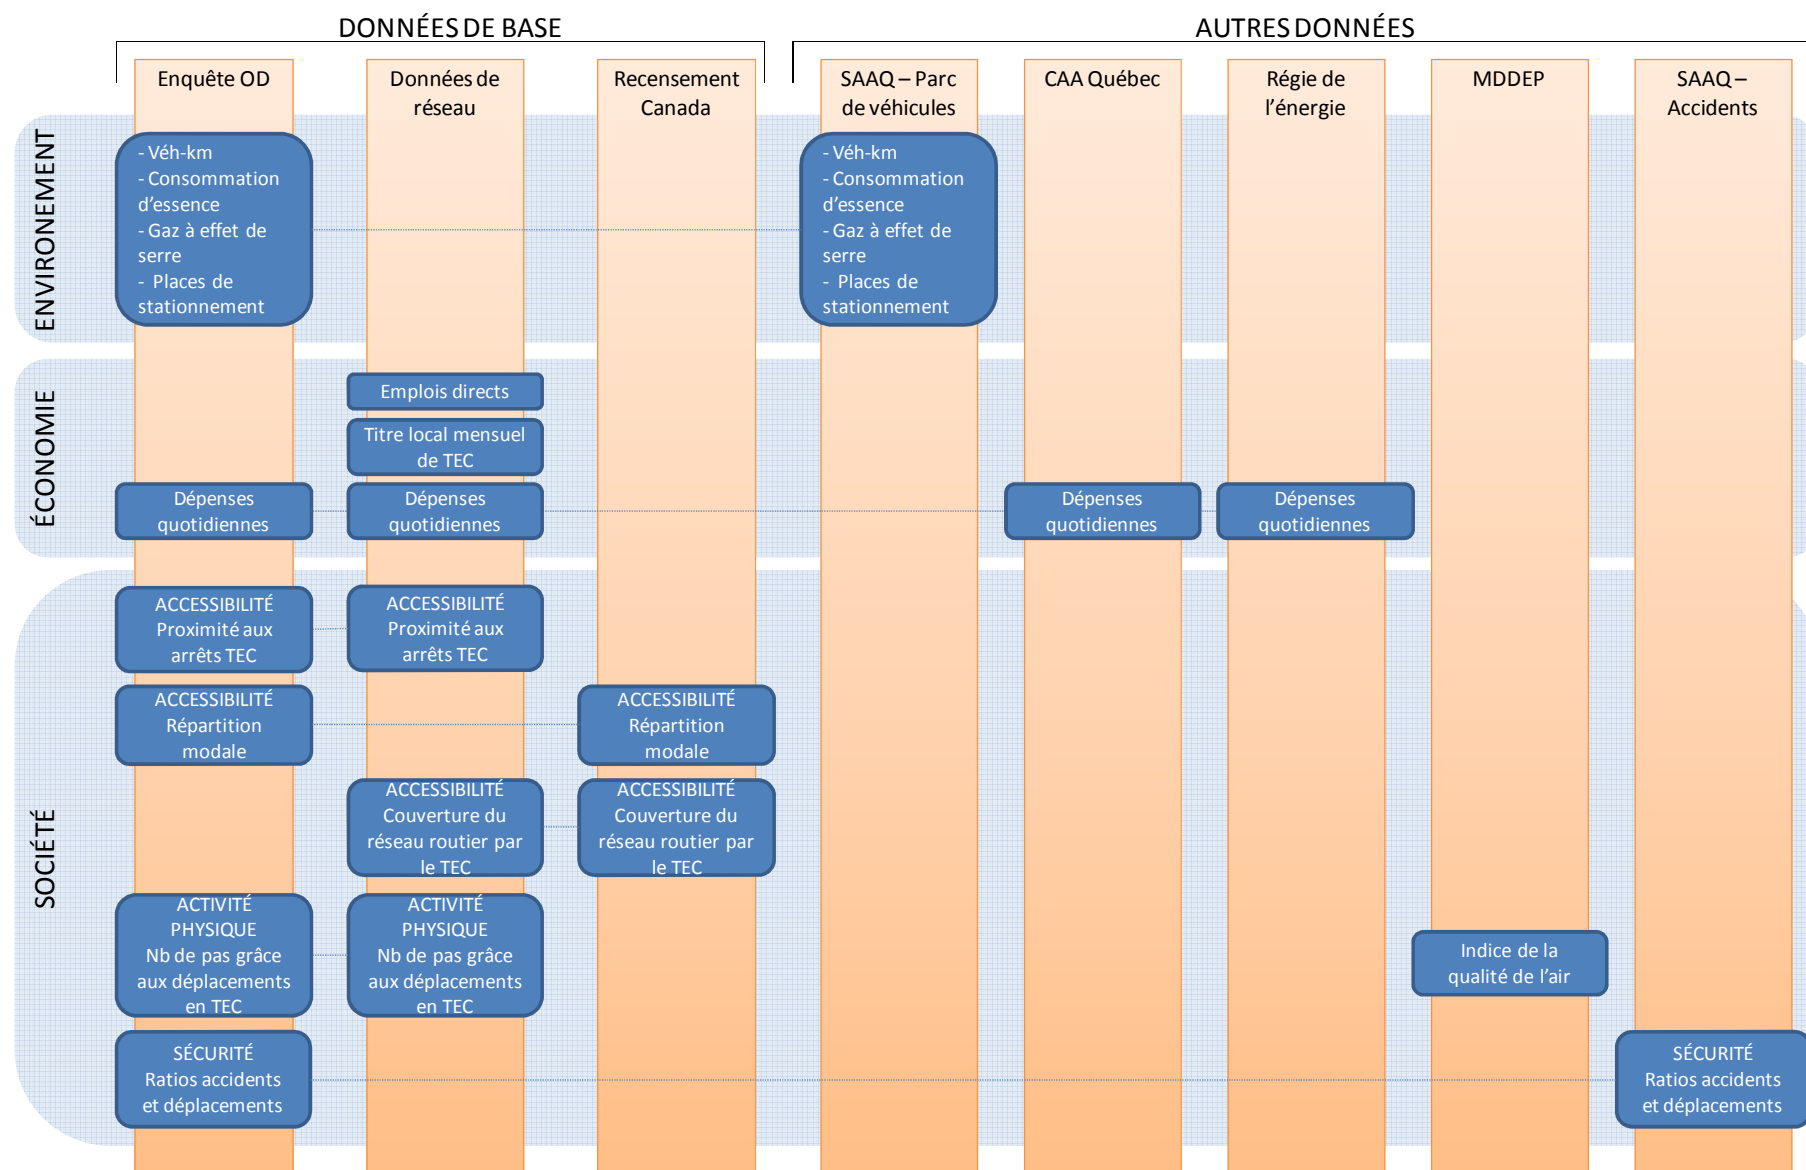 DONNÉES DE BASE
AUTRES DONNÉES
Enquête OD
Données de
réseau
Recensement
Canada
SAAQ – Parc
de véhicules
CAA Québec
Régie de
l'énergie
MDDEP
SAAQ –
Accidents
ENVIRONEMENT
- Véh-km
- Consommation
d'essence
- Gaz à effet de
serre
- Places de
stationnement
- Véh-km
- Consommation
d'essence
- Gaz à effet de
serre
- Places de
stationnement
ÉCONOMIE
Emplois directs
Titre local mensuel
de TEC
Dépenses
quotidiennes
Dépenses
quotidiennes
Dépenses
quotidiennes
Dépenses
quotidiennes
SOCIÉTÉ
ACCESSIBILITÉ
Proximité aux
arrêts TEC
ACCESSIBILITÉ
Proximité aux
arrêts TEC
ACCESSIBILITÉ
Répartition
modale
ACCESSIBILITÉ
Répartition
modale
ACCESSIBILITÉ
Couverture du
réseau routier par
le TEC
ACCESSIBILITÉ
Couverture du
réseau routier par
le TEC
ACTIVITÉ
PHYSIQUE
Nb de pas grâce
aux déplacements
en TEC
ACTIVITÉ
PHYSIQUE
Nb de pas grâce
aux déplacements
en TEC
Indice de la
qualité de l'air
SÉCURITÉ
Ratios accidents
et déplacements
SÉCURITÉ
Ratios accidents
et déplacements